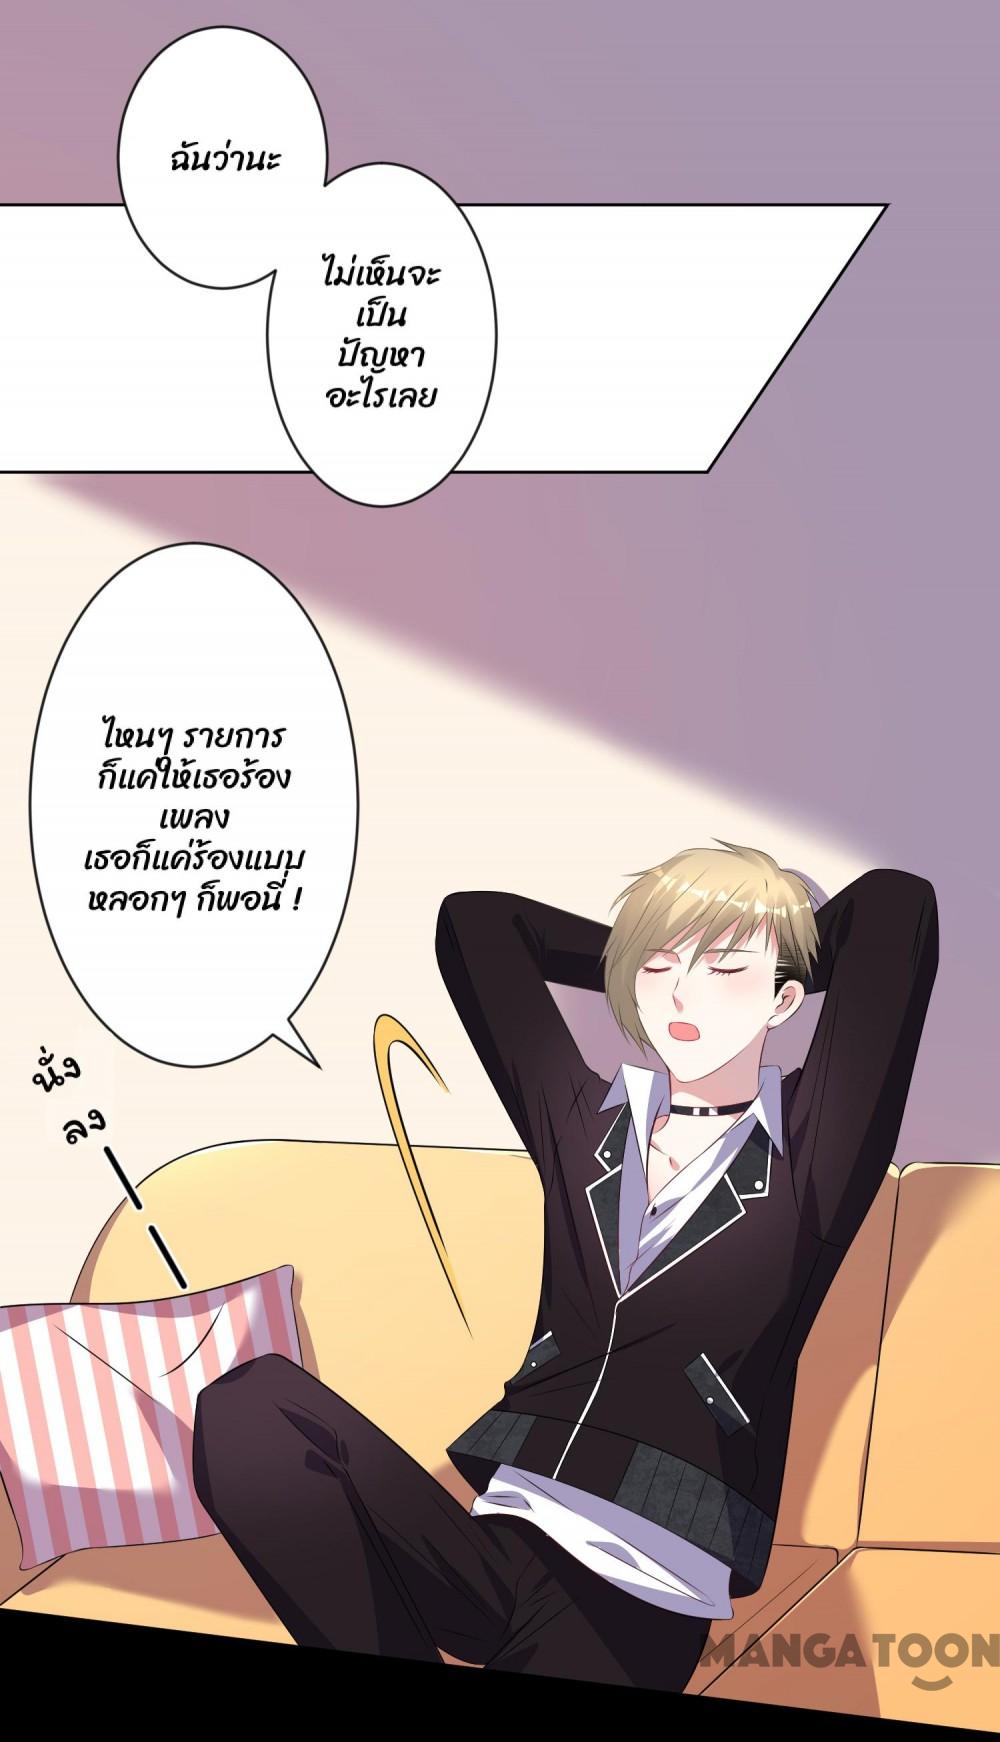 ฉันว่านะ
ไม่เห็นจะ
เป็น
ปัญหา
อะไรเลย
ไหนๆ รายการ
ก็แค่ให้เธอร้อง
เพลง
เธอก็แค่ร้องแบบ
หลอกๆ ก็พอนี่ !
นั่ง
ลง
MANGATOON